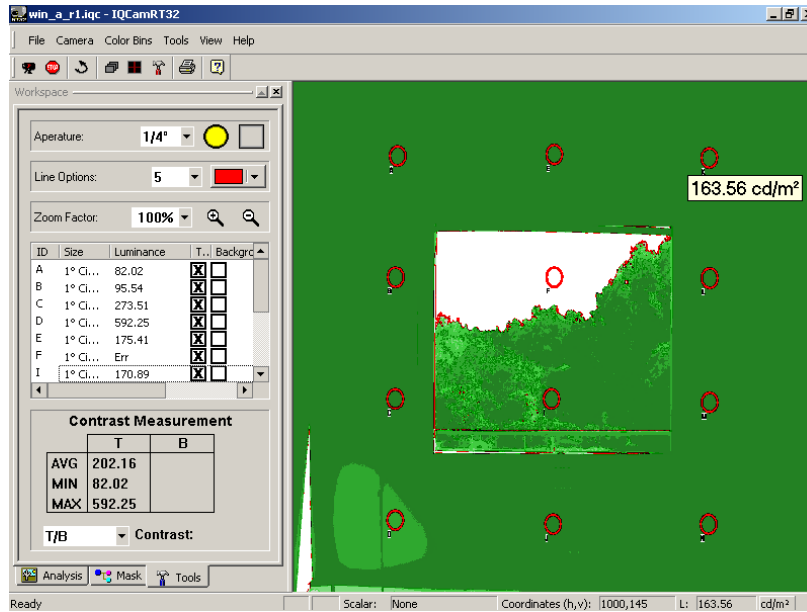 win_a_r1.iqc - IQCamRT32
File Camera Color Bins Tools View Help
Workspace
Aperature: 1/4°
Line Options: 5
Zoom Factor: 100%
ID Size Luminance T.. Backgrc
A 1° Ci... 82.02 X
B 1° Ci... 95.54 X
C 1° Ci... 273.51 X
D 1° Ci... 592.25 X
E 1° Ci... 175.41 X
F 1° Ci... Err X
I 1° Ci... 170.89 X
Contrast Measurement
T B
AVG 202.16
MIN 82.02
MAX 592.25
T/B Contrast:
Analysis Mask Tools
163.56 cd/m²
F
Ready Scalar: None Coordinates (h,v): 1000,145 L: 163.56 cd/m²